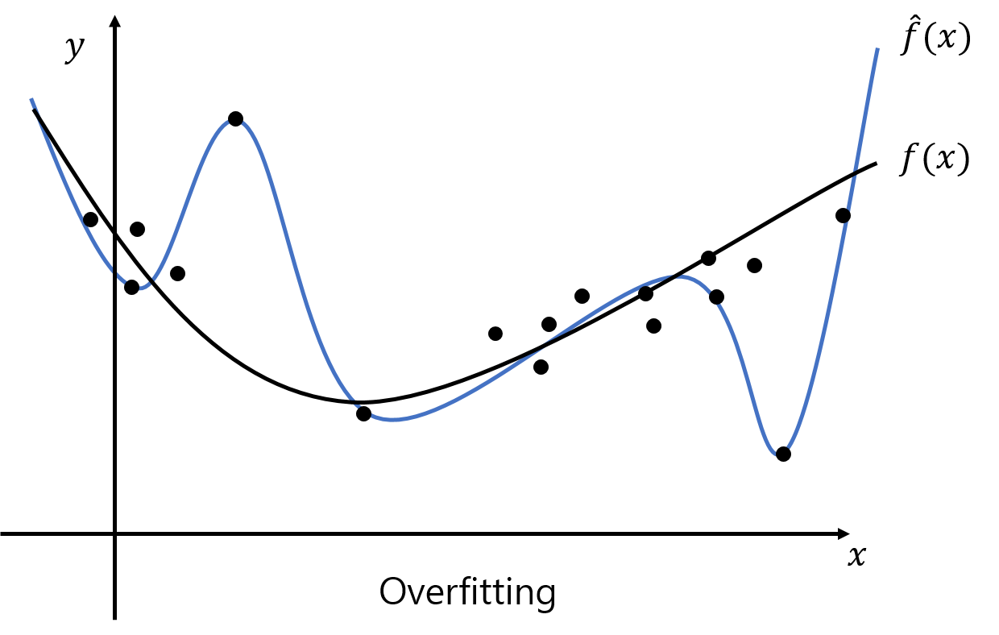 y
f̂(x)
f(x)
x
Overfitting